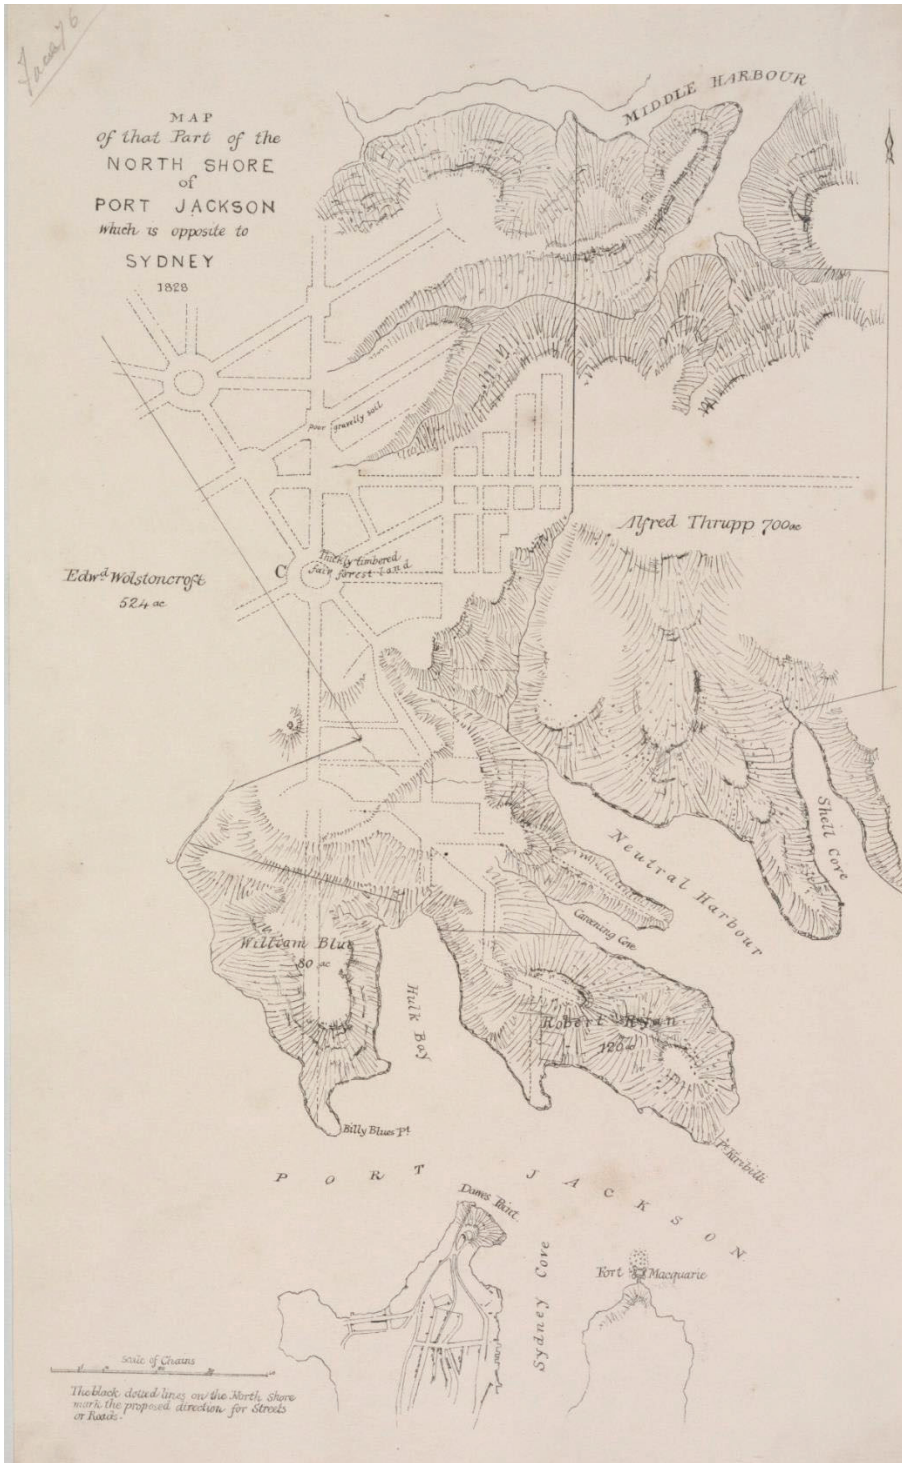 MAP
of that Part of the
NORTH SHORE
of
PORT JACKSON
which is opposite to
SYDNEY
1828
MIDDLE HARBOUR
poor gravelly soil
Alfred Thrupp 700 ac
C
Thickly timbered
fair forest land
Edwd. Wolstoncroft
524 ac
Shell Cove
Neutral Harbour
Careening Cove
William Blue
80 ac
Hulk Bay
Robert Ryan
120 ac
Billy Blues Pt.
Pt. Kiribilli
PORT JACKSON
Dawes Point
Sydney Cove
Fort Macquarie
Scale of Chains
The black dotted lines on the North Shore
mark the proposed direction for Streets
or Roads.